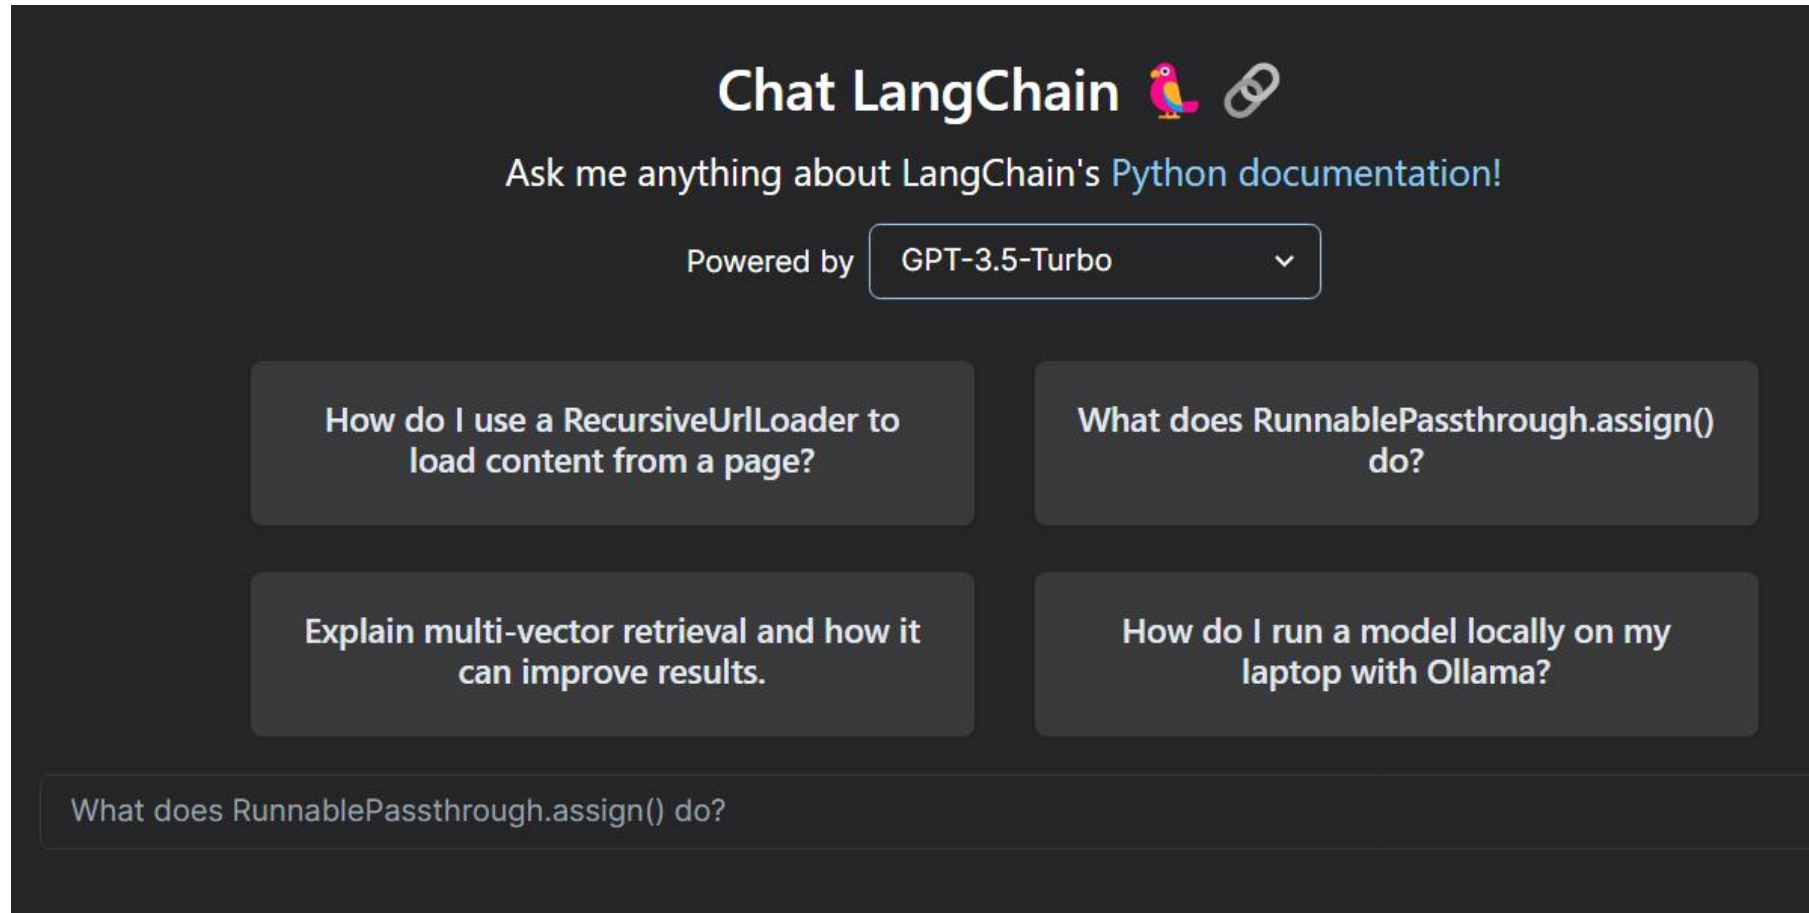 Chat LangChain 🦜 🔗
Ask me anything about LangChain's Python documentation!
Powered by GPT-3.5-Turbo
How do I use a RecursiveUrlLoader to
load content from a page?
What does RunnablePassthrough.assign()
do?
Explain multi-vector retrieval and how it
can improve results.
How do I run a model locally on my
laptop with Ollama?
What does RunnablePassthrough.assign() do?